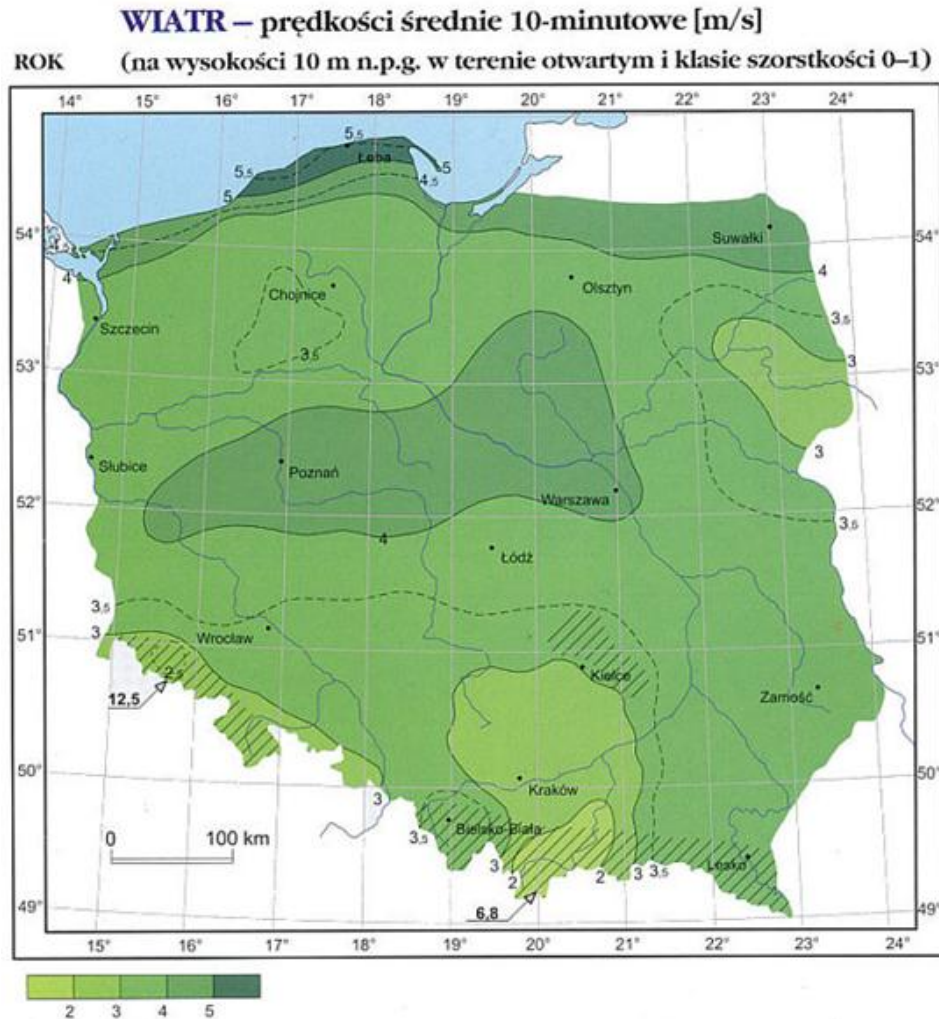 WIATR – prędkości średnie 10-minutowe [m/s]
ROK (na wysokości 10 m n.p.g. w terenie otwartym i klasie szorstkości 0–1)
14° 15° 16° 17° 18° 19° 20° 21° 22° 23° 24°
5,5
Łeba
5,5 5
5 4,5
54° 4,5 Suwałki 54°
4 4
Chojnice Olsztyn
Szczecin 3,5
3,5
53° 3 53°
Słubice Poznań 3
52° Warszawa 52°
4 3,5
Łódź
3,5
51° 3 Wrocław 51°
2,5 Kielce
12,5 Zamość
50° Kraków 50°
3
0 100 km 3,5 Bielsko-Biała Lesko
3 2 2 3 3,5
49° 6,8 49°
15° 16° 17° 18° 19° 20° 21° 22° 23° 24°
2 3 4 5